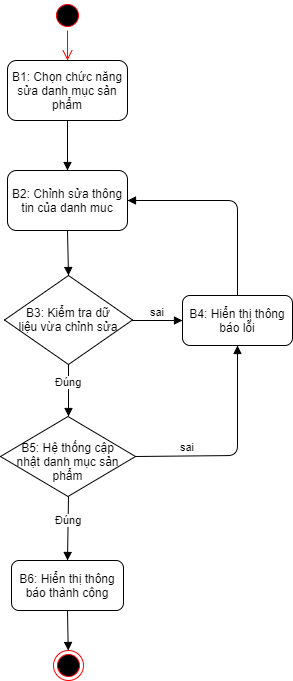 B1: Chọn chức năng
sửa danh mục sản
phẩm
B2: Chỉnh sửa thông
tin của danh muc
B3: Kiểm tra dữ
liệu vừa chỉnh sửa
sai
B4: Hiển thị thông
báo lỗi
Đúng
B5: Hệ thống cập
nhật danh mục sản
phẩm
sai
Đúng
B6: Hiển thị thông
báo thành công